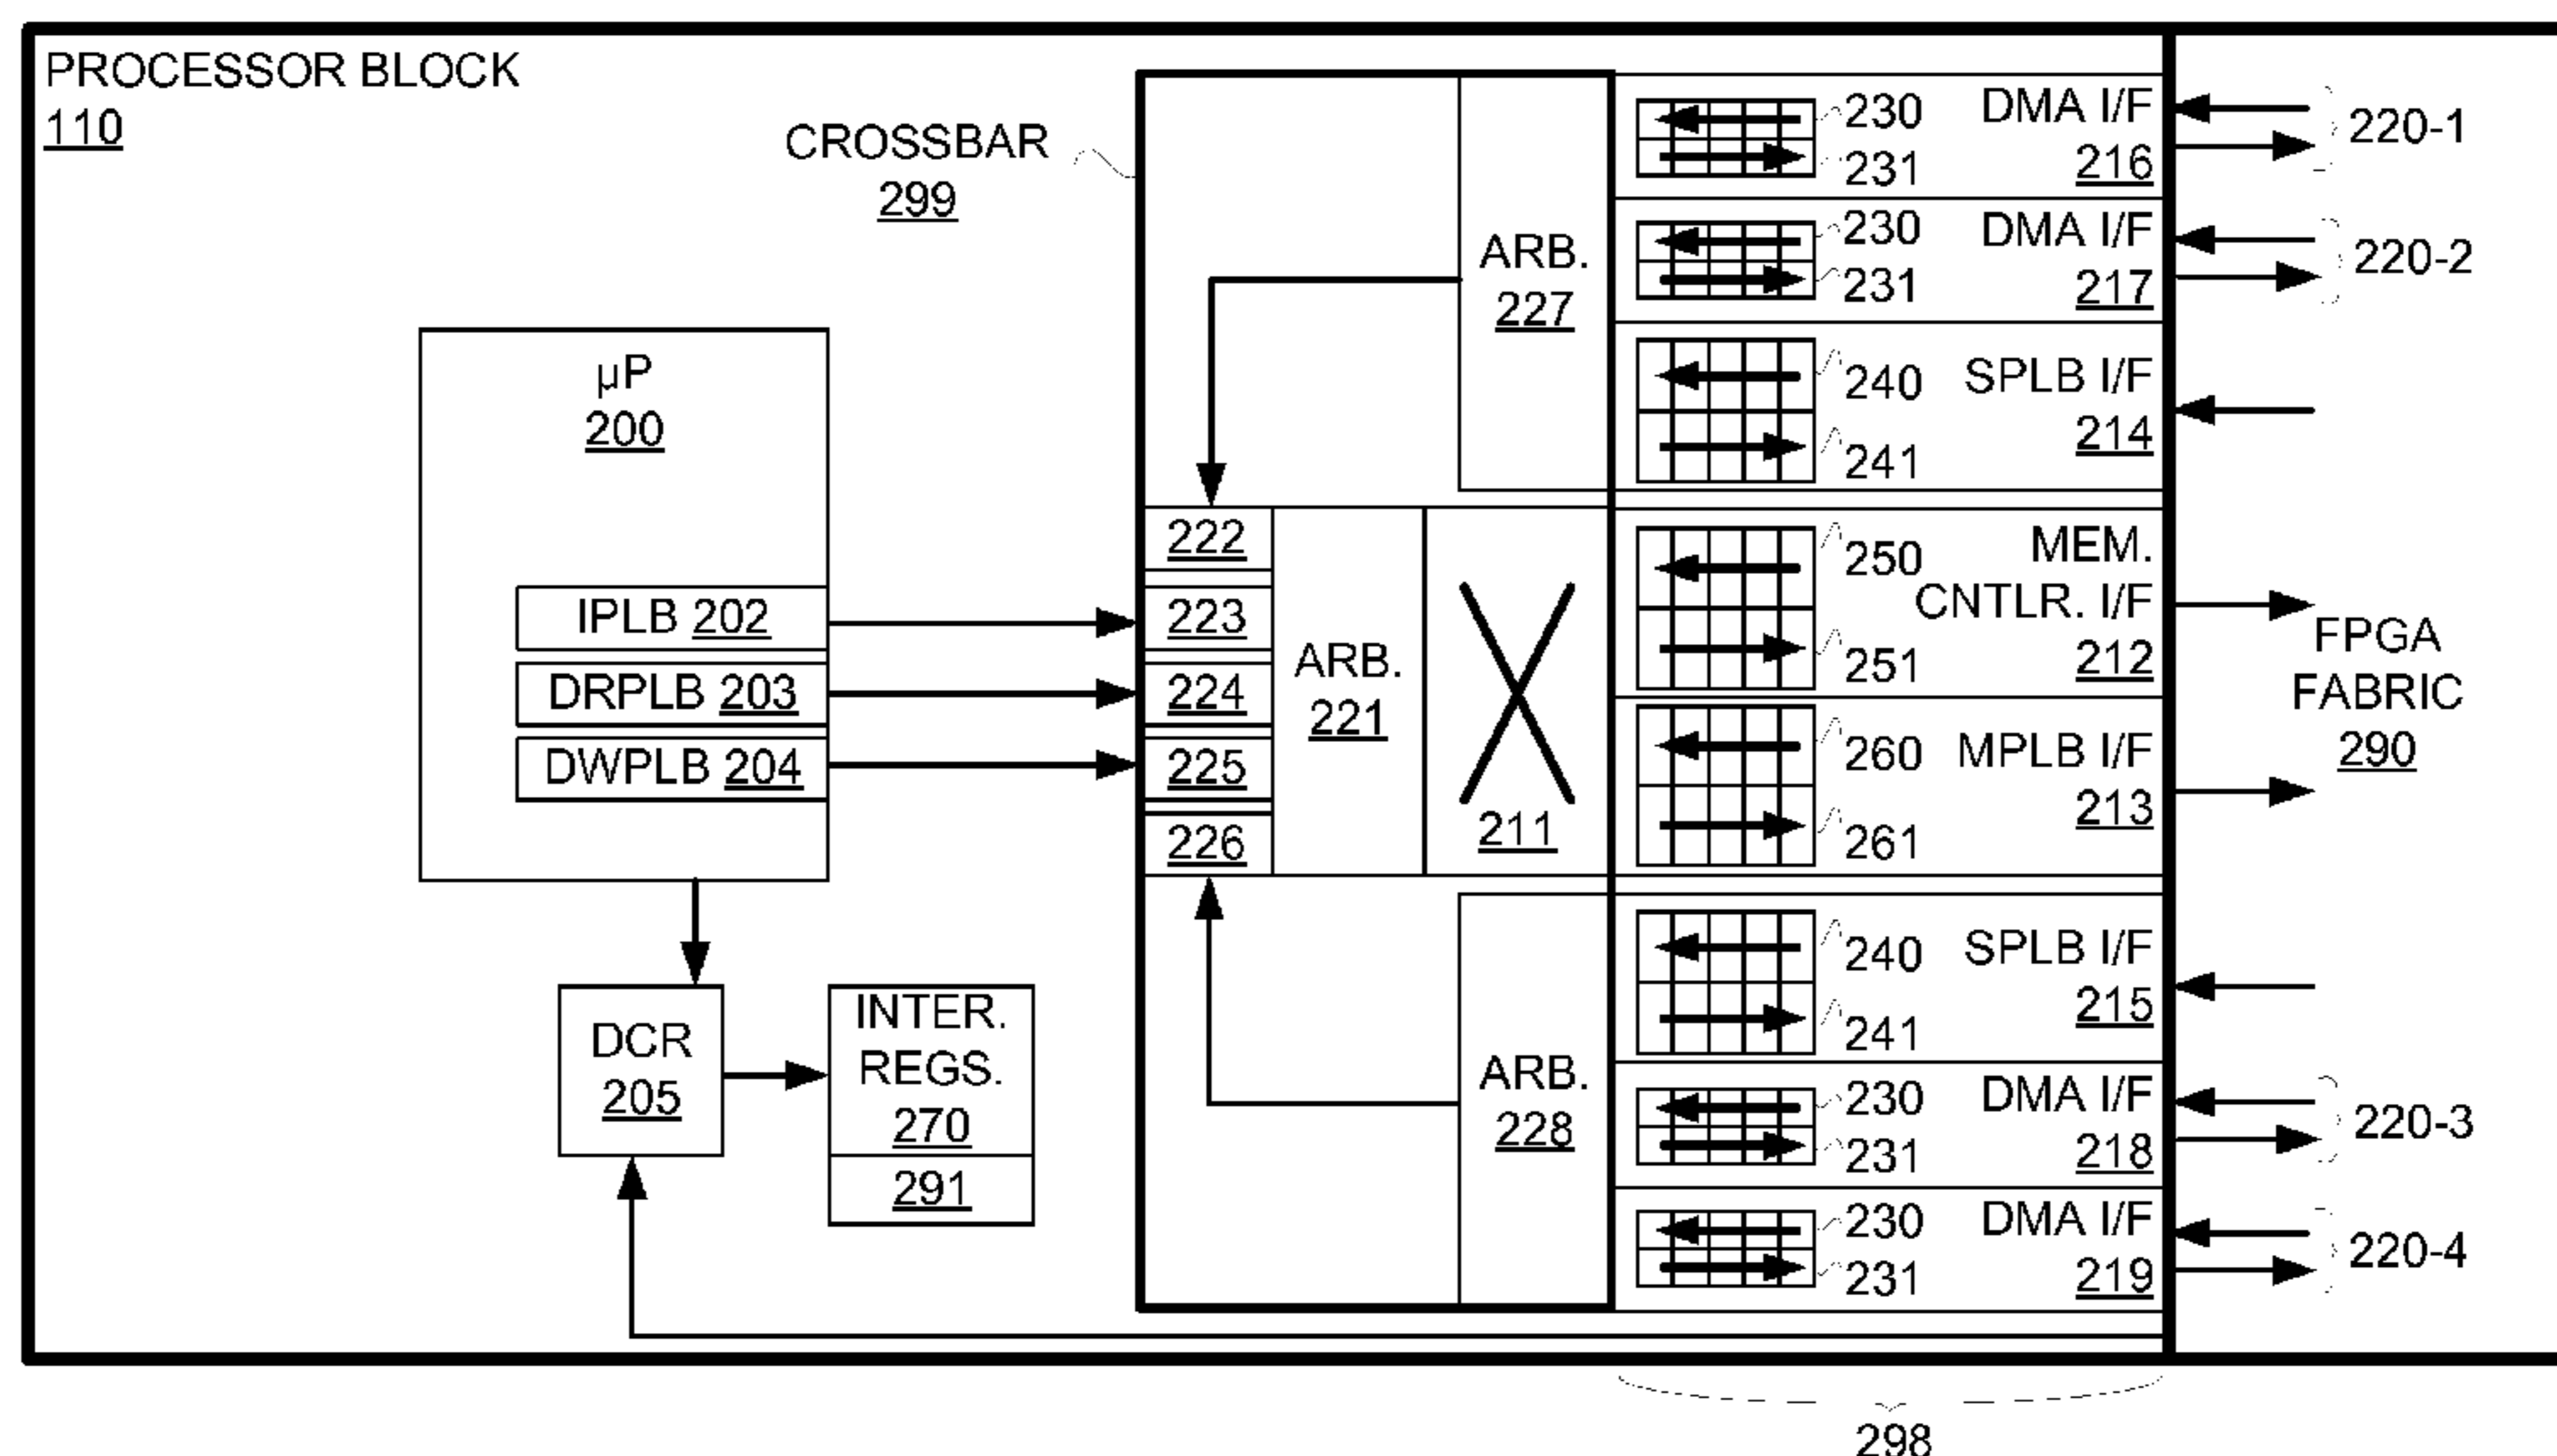 PROCESSOR BLOCK
110
CROSSBAR
299
µP
200
IPLB 202
DRPLB 203
DWPLB 204
DCR
205
INTER.
REGS.
270
291
222
223
224
225
226
ARB.
221
211
ARB.
227
ARB.
228
230
231
DMA I/F
216
230
231
DMA I/F
217
240
241
SPLB I/F
214
250
251
MEM.
CNTLR. I/F
212
260
261
MPLB I/F
213
240
241
SPLB I/F
215
230
231
DMA I/F
218
230
231
DMA I/F
219
220-1
220-2
FPGA
FABRIC
290
220-3
220-4
298